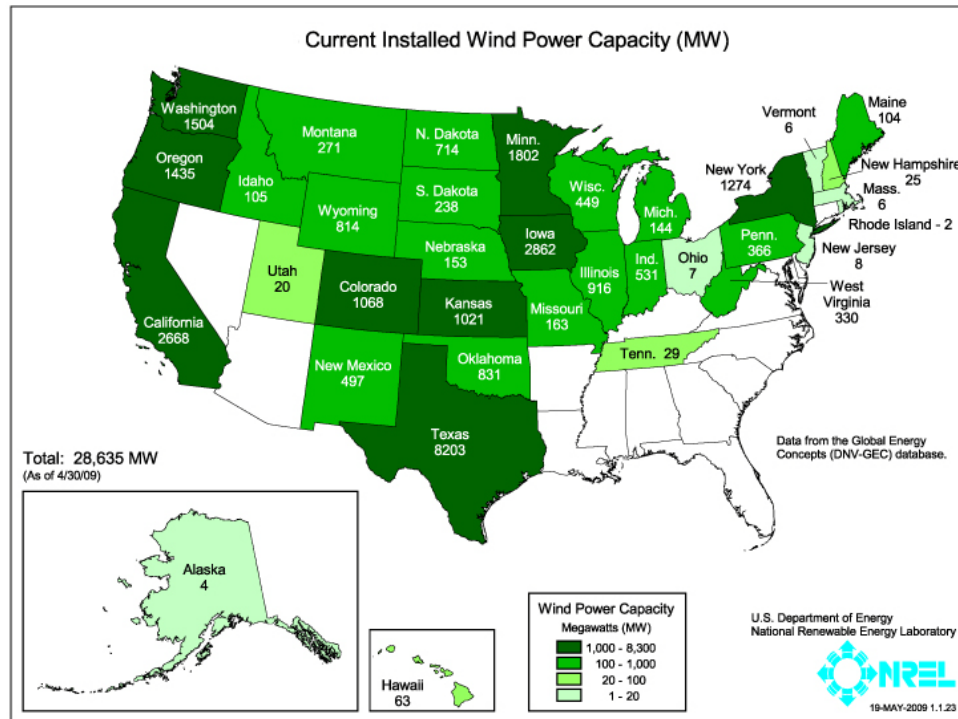 Current Installed Wind Power Capacity (MW)
Washington
1504
Oregon
1435
California
2668
Idaho
105
Montana
271
Wyoming
814
Utah
20
Colorado
1068
New Mexico
497
N. Dakota
714
S. Dakota
238
Nebraska
153
Kansas
1021
Oklahoma
831
Texas
8203
Minn.
1802
Iowa
2862
Missouri
163
Wisc.
449
Illinois
916
Mich.
144
Ind.
531
Ohio
7
Tenn. 29
Penn.
366
New York
1274
Vermont
6
Maine
104
New Hampshire
25
Mass.
6
Rhode Island - 2
New Jersey
8
West
Virginia
330
Data from the Global Energy
Concepts (DNV-GEC) database.
Total: 28,635 MW
(As of 4/30/09)
Alaska
4
Hawaii
63
Wind Power Capacity
Megawatts (MW)
1,000 - 8,300
100 - 1,000
20 - 100
1 - 20
U.S. Department of Energy
National Renewable Energy Laboratory
NREL
19-MAY-2009 1.1.23